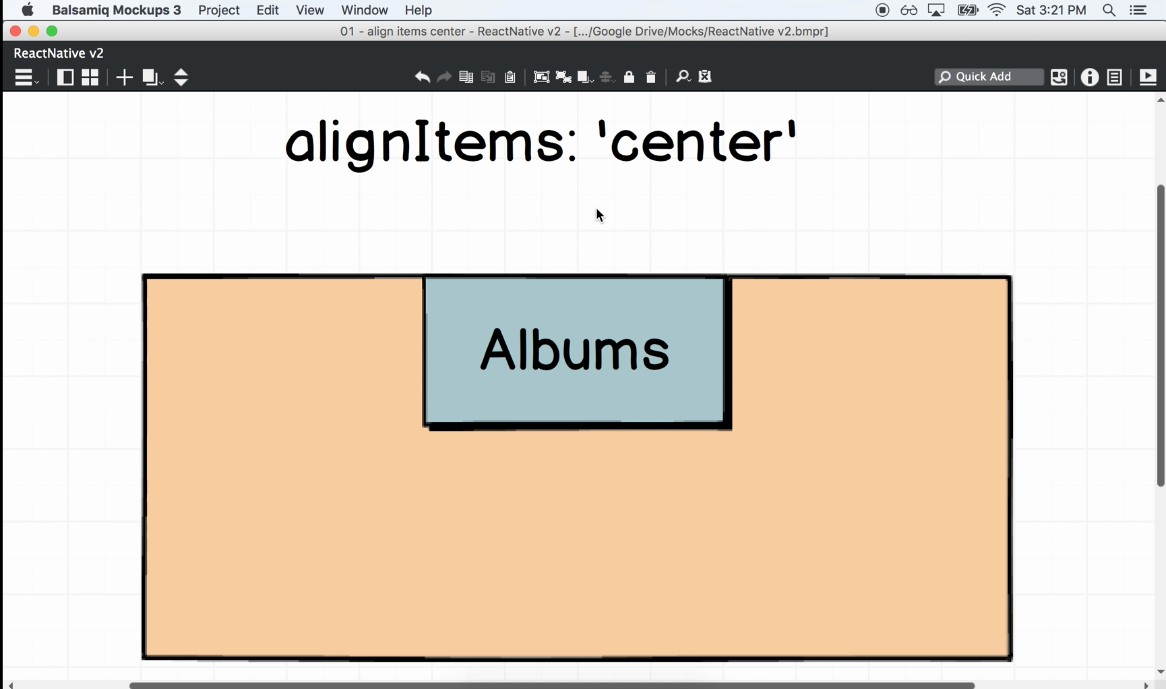 Balsamiq Mockups 3 Project Edit View Window Help Sat 3:21 PM
01 - align items center - ReactNative v2 - [.../Google Drive/Mocks/ReactNative v2.bmpr]
ReactNative v2
Quick Add
alignItems: 'center'
Albums